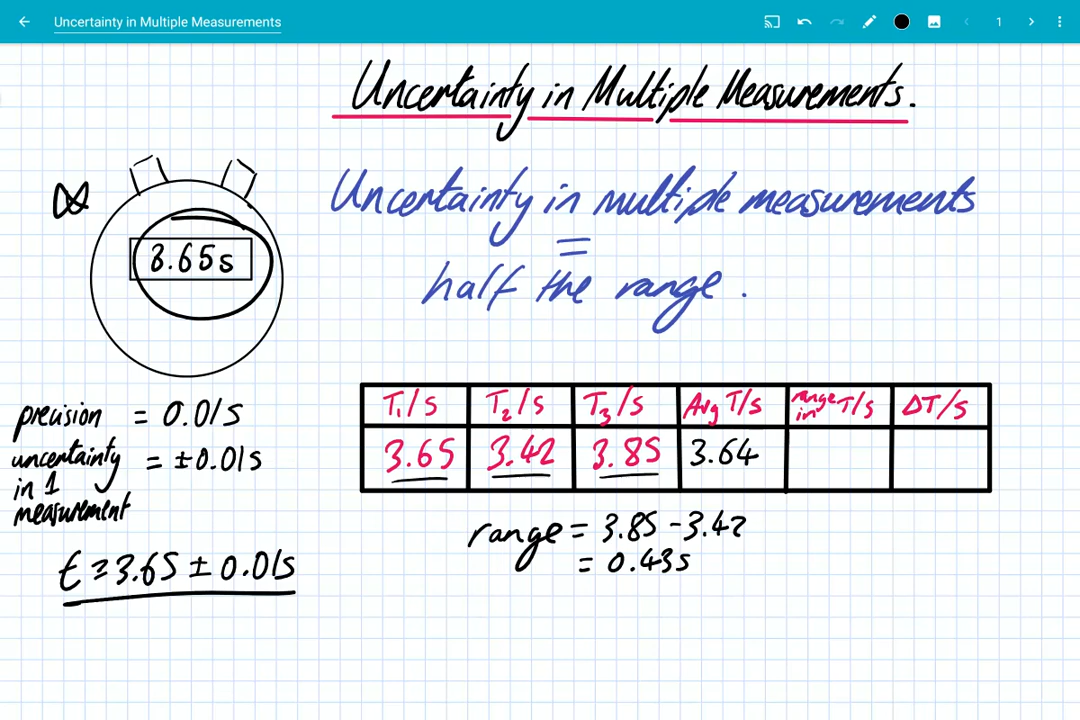 Uncertainty in Multiple Measurements
1
Uncertainty in Multiple Measurements.
3.65s
Uncertainty in multiple measurements
=
half the range.
precision = 0.01s
uncertainty = ±0.01s
in 1
measurement
t = 3.65 ± 0.01s
T₁/s T₂/s T₃/s Avg T/s range in T/s ΔT/s
3.65 3.42 3.85 3.64
range = 3.85 - 3.42
= 0.43s